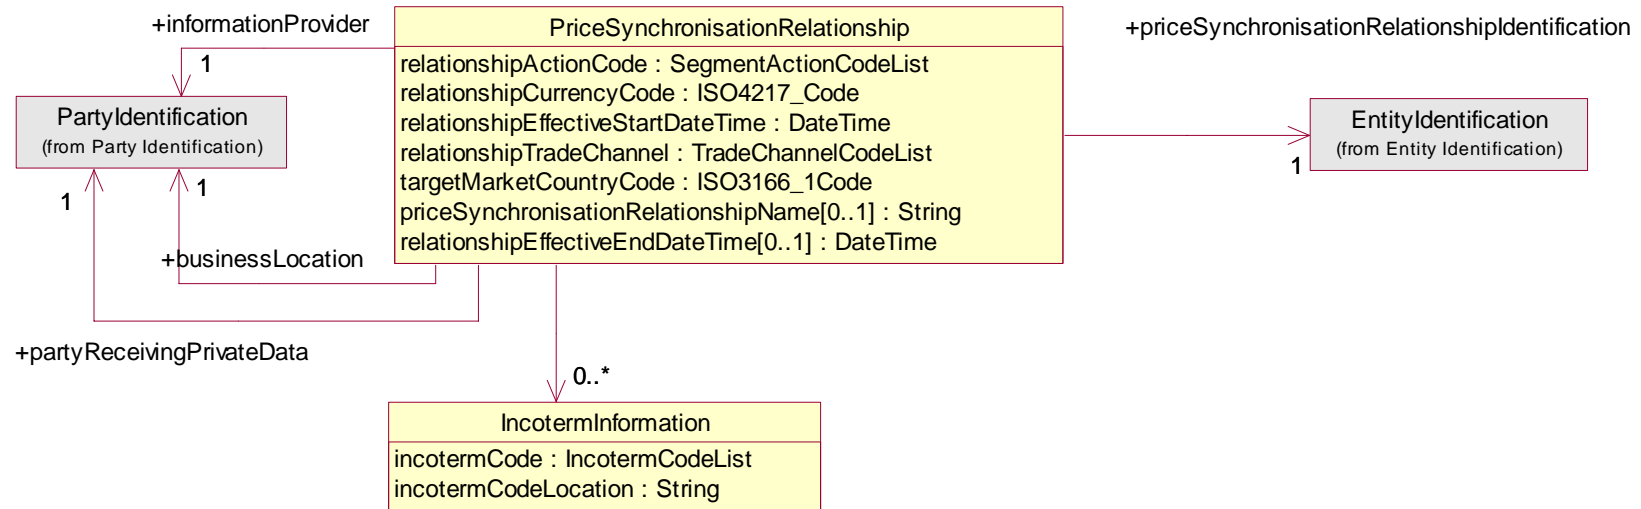 +informationProvider
PriceSynchronisationRelationship
+priceSynchronisationRelationshipIdentification
1
relationshipActionCode : SegmentActionCodeList
relationshipCurrencyCode : ISO4217_Code
relationshipEffectiveStartDateTime : DateTime
relationshipTradeChannel : TradeChannelCodeList
targetMarketCountryCode : ISO3166_1Code
priceSynchronisationRelationshipName[0..1] : String
relationshipEffectiveEndDateTime[0..1] : DateTime
PartyIdentification
(from Party Identification)
EntityIdentification
(from Entity Identification)
1
1
1
+businessLocation
+partyReceivingPrivateData
0..*
IncotermInformation
incotermCode : IncotermCodeList
incotermCodeLocation : String